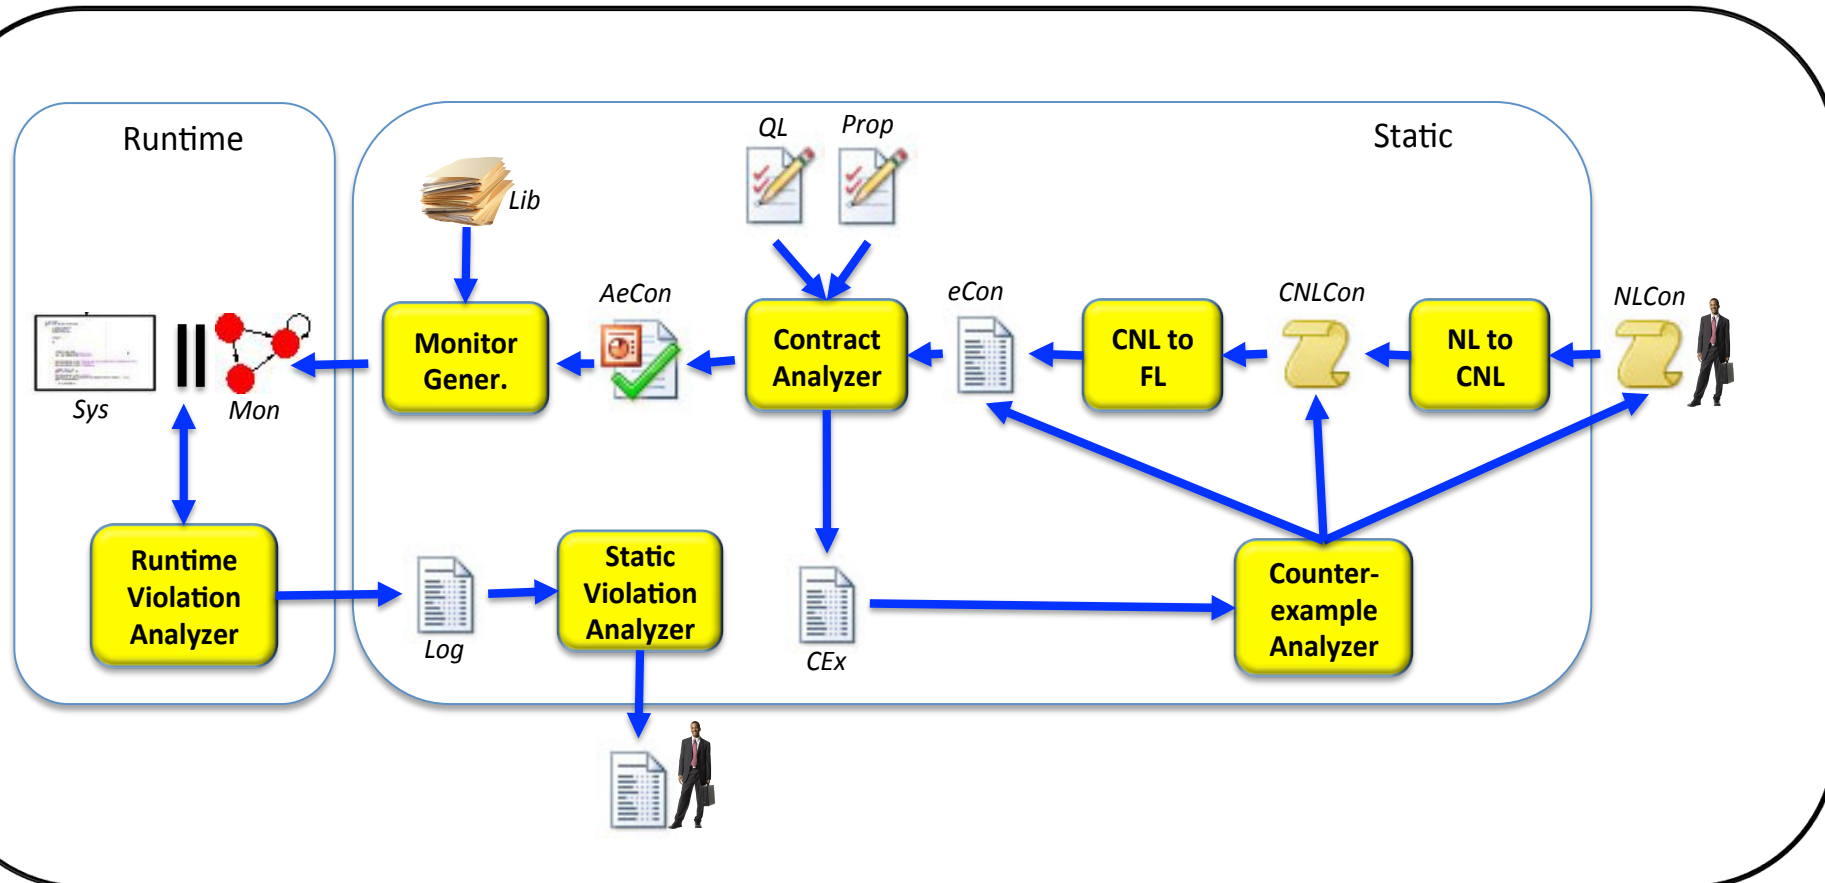 Runtime
Static
QL
Prop
Lib
AeCon
eCon
CNLCon
NLCon
Monitor
Gener.
Contract
Analyzer
CNL to
FL
NL to
CNL
Sys
Mon
Runtime
Violation
Analyzer
Log
Static
Violation
Analyzer
CEx
Counter-
example
Analyzer